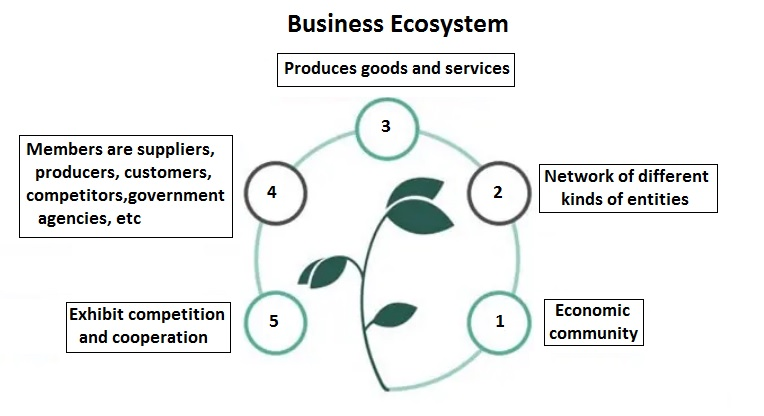 Business Ecosystem
Produces goods and services
3
Members are suppliers,
producers, customers,
competitors,government
agencies, etc
4
2
Network of different
kinds of entities
Exhibit competition
and cooperation
5
1
Economic
community